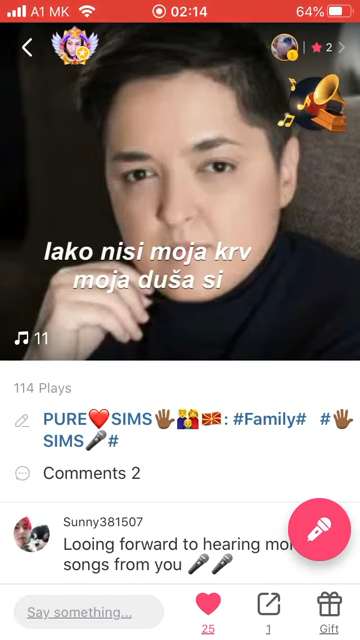 A1 MK
02:14
64%
2
Iako nisi moja krv
moja duša si
11
114 Plays
PURE❤️SIMS🖐🏾👨‍👩‍👦🇲🇰: #Family# #🖐🏾
SIMS🎤#
Comments 2
Sunny381507
Looing forward to hearing
songs from you 🎤🎤
Say something...
25
1
Gift